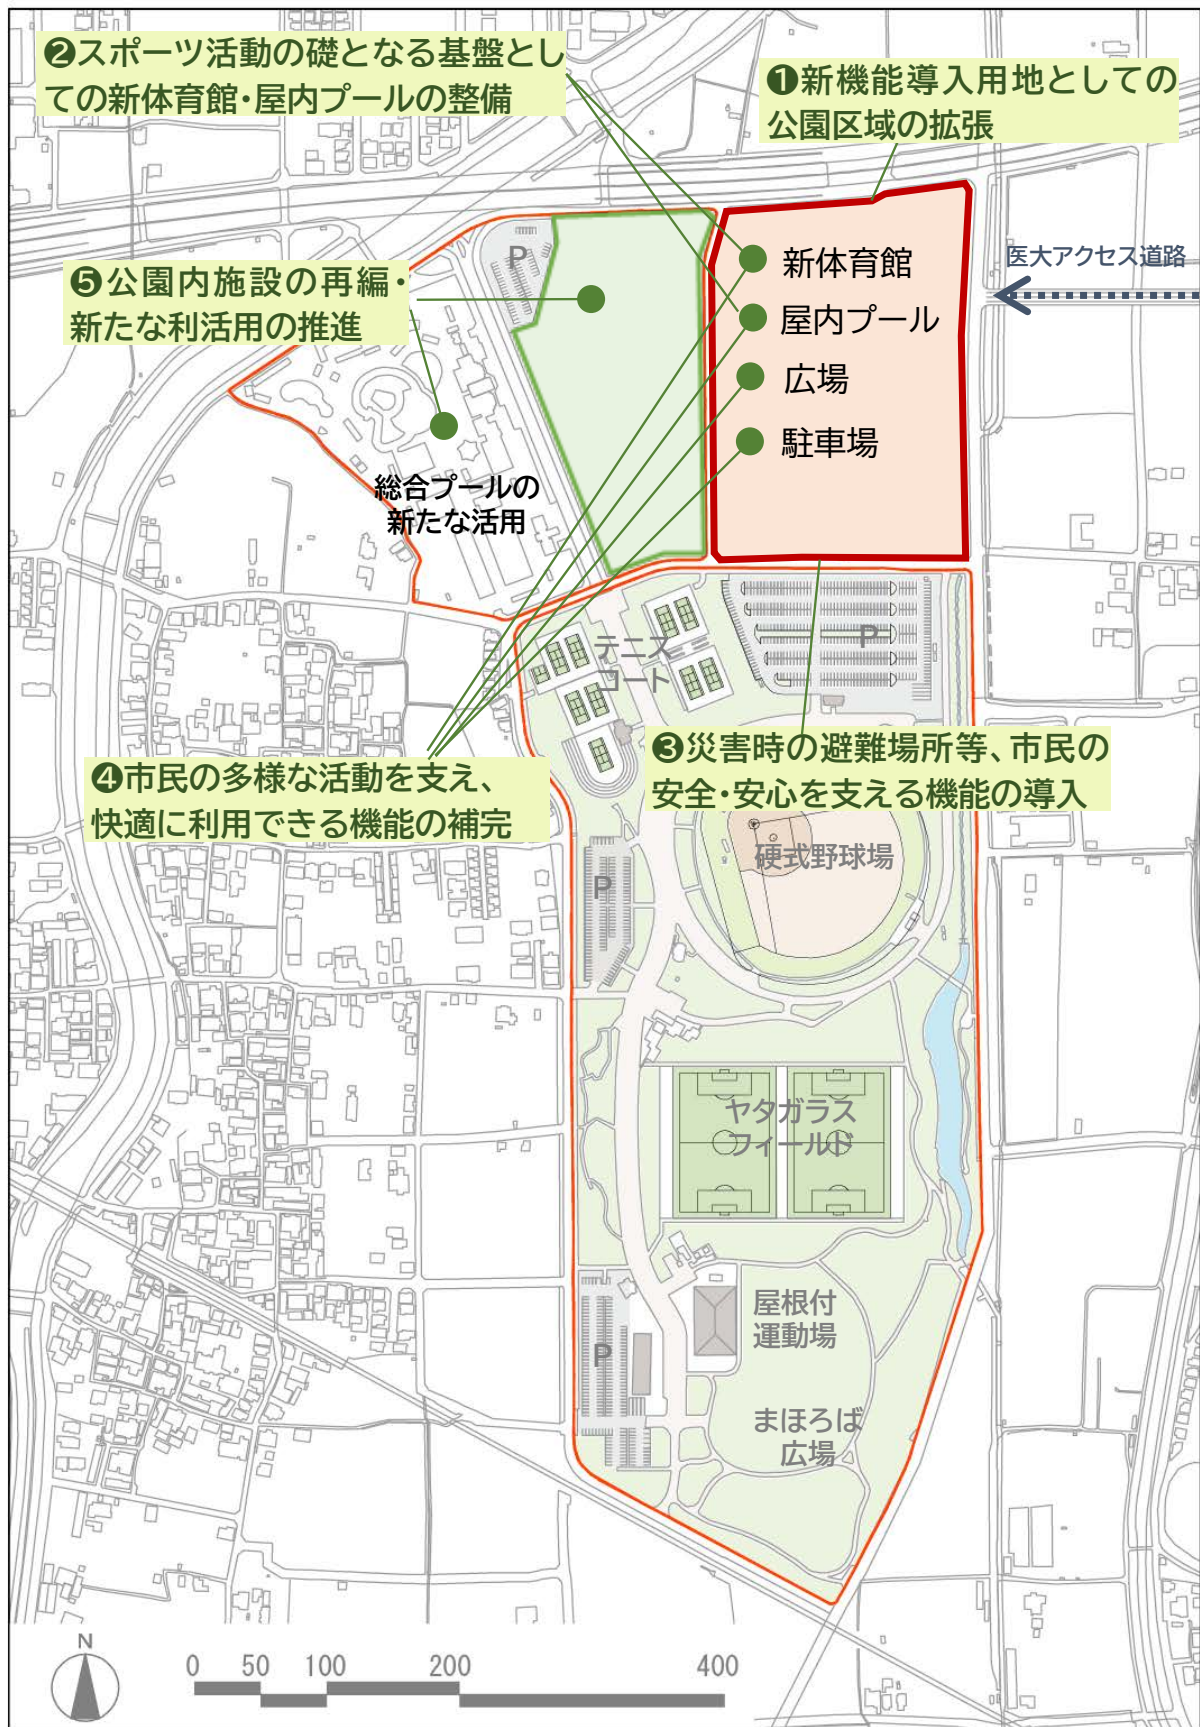 ❷スポーツ活動の礎となる基盤とし
ての新体育館・屋内プールの整備
❶新機能導入用地としての
公園区域の拡張
P
新体育館
医大アクセス道路
❺公園内施設の再編・
新たな利活用の推進
屋内プール
広場
駐車場
総合プールの
新たな活用
テニス
コート
P
❹市民の多様な活動を支え、
快適に利用できる機能の補完
❸災害時の避難場所等、市民の
安全・安心を支える機能の導入
硬式野球場
P
ヤタガラス
フィールド
屋根付
運動場
P
まほろば
広場
N
0 50 100 200 400